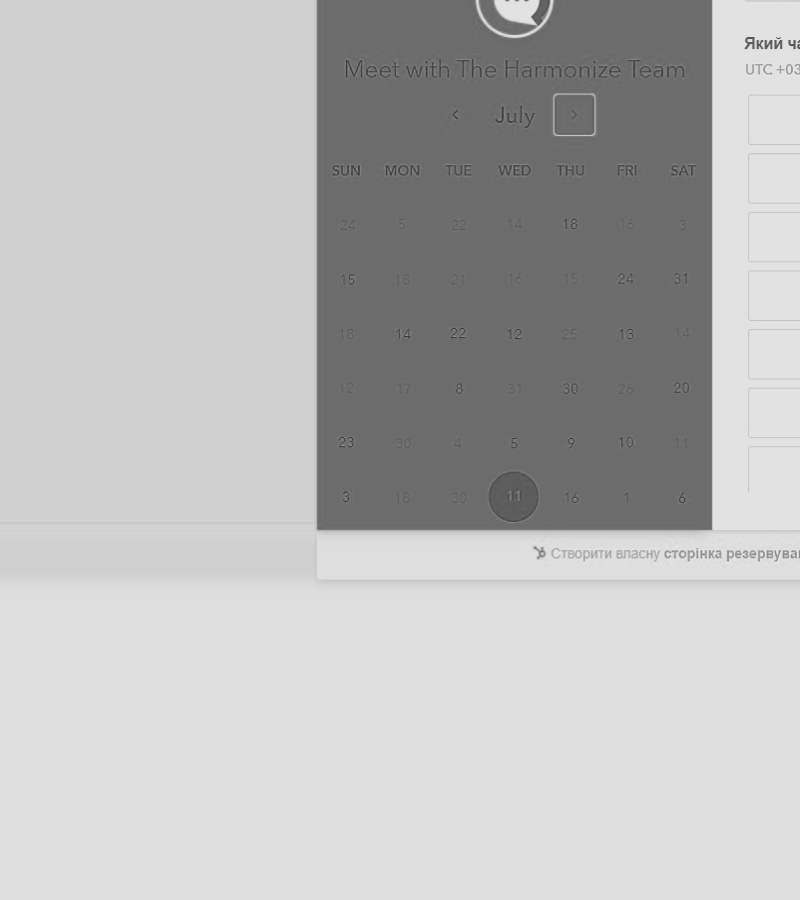 Meet with The Harmonize Team
July
SUN MON TUE WED THU FRI SAT
24 5 22 14 18 16 3
15 18 21 16 15 24 31
18 14 22 12 25 13 14
12 17 8 31 30 26 20
23 30 4 5 9 10 11
3 18 30 11 16 1 6
Який
UTC +03
Створити власну сторінка